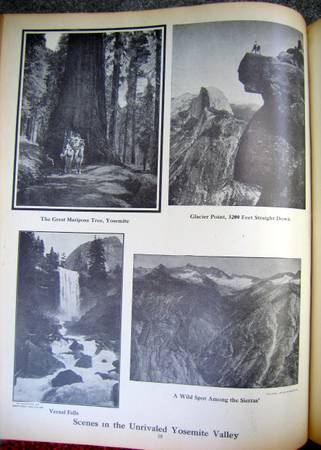 The Great Mariposa Tree, Yosemite
Glacier Point, 3200 Feet Straight Down
Vernal Falls
A Wild Spot Among the Sierras'
Scenes in the Unrivaled Yosemite Valley